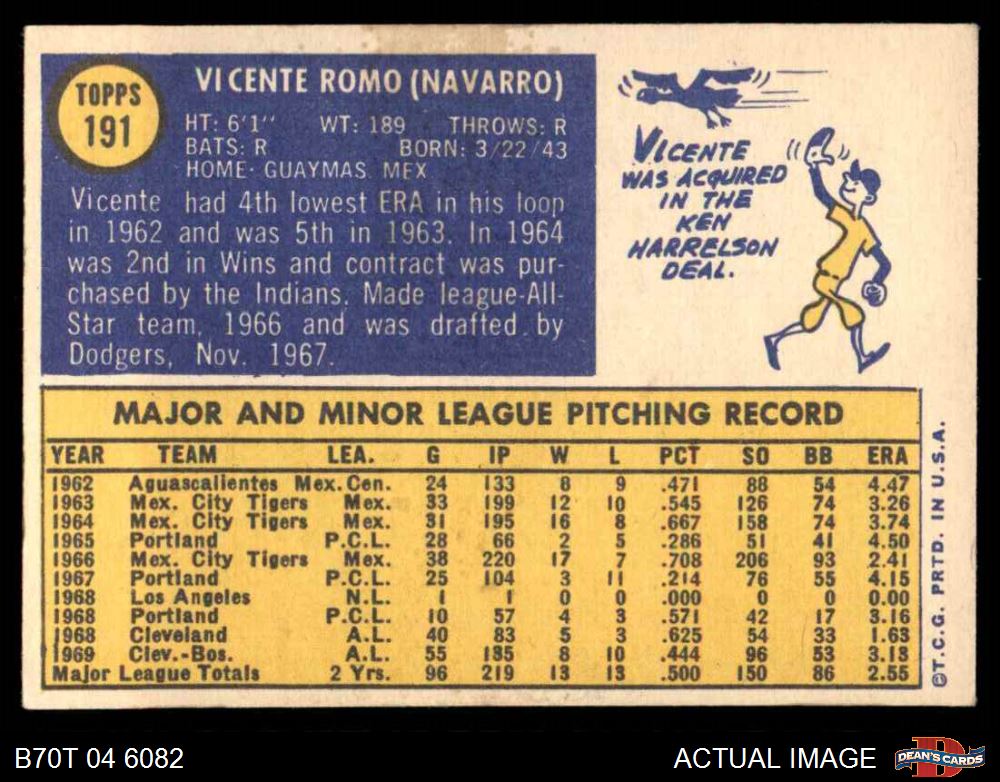 TOPPS
191
VICENTE ROMO (NAVARRO)
HT: 6'1" WT: 189 THROWS: R
BATS: R BORN: 3/22/43
HOME: GUAYMAS, MEX
Vicente had 4th lowest ERA in his loop
in 1962 and was 5th in 1963. In 1964
was 2nd in Wins and contract was pur-
chased by the Indians. Made league-All-
Star team, 1966 and was drafted by
Dodgers, Nov. 1967.
VICENTE
WAS ACQUIRED
IN THE
KEN
HARRELSON
DEAL.
MAJOR AND MINOR LEAGUE PITCHING RECORD
YEAR TEAM LEA. G IP W L PCT SO BB ERA
1962 Aguascalientes Mex. Cen. 24 133 8 9 .471 88 54 4.47
1963 Mex. City Tigers Mex. 33 199 12 10 .545 126 74 3.26
1964 Mex. City Tigers Mex. 31 195 16 8 .667 158 74 3.74
1965 Portland P.C.L. 28 66 2 5 .286 51 41 4.50
1966 Mex. City Tigers Mex. 38 220 17 7 .708 206 93 2.41
1967 Portland P.C.L. 25 104 3 11 .214 76 55 4.15
1968 Los Angeles N.L. 1 1 0 0 .000 0 0 0.00
1968 Portland P.C.L. 10 57 4 3 .571 42 17 3.16
1968 Cleveland A.L. 40 83 5 3 .625 54 33 1.63
1969 Clev.-Bos. A.L. 55 135 8 10 .444 96 53 3.13
Major League Totals 2 Yrs. 96 219 13 13 .500 150 86 2.55
©T.C.G. PRTD. IN U.S.A.
B70T 04 6082
ACTUAL IMAGE
D
DEAN'S CARDS